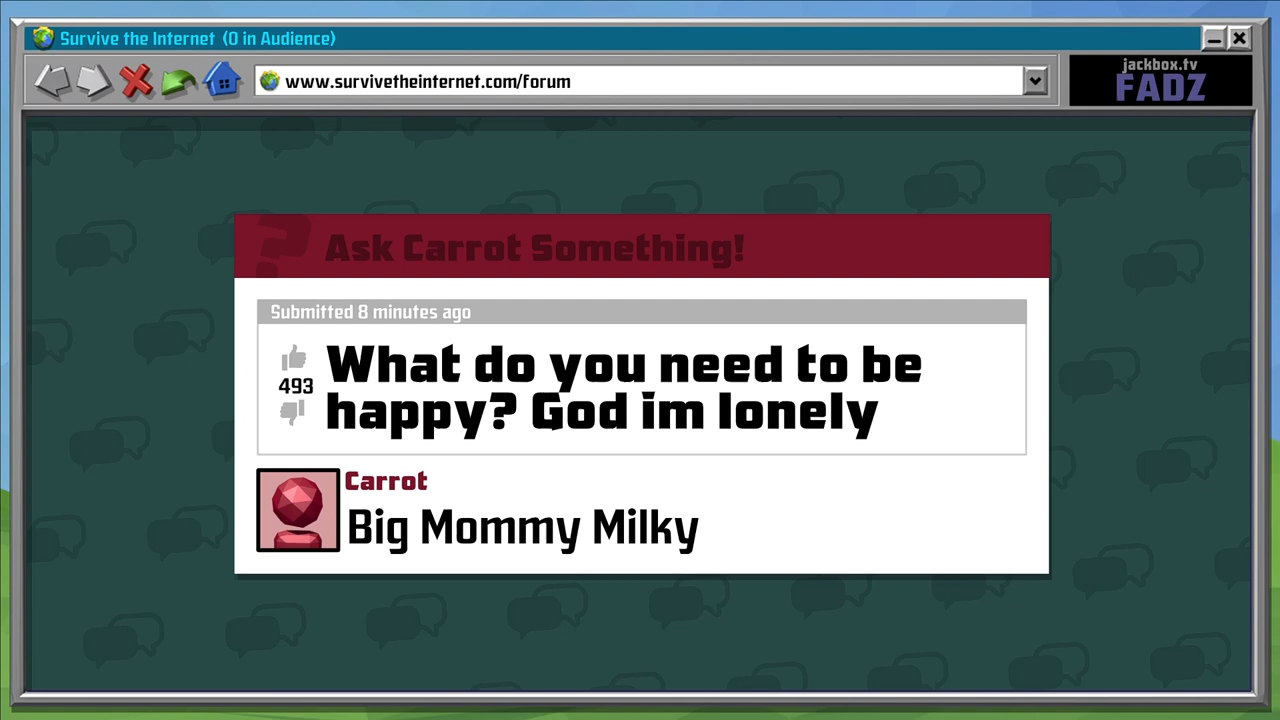 Survive the Internet (0 in Audience)
www.survivetheinternet.com/forum
jackbox.tv
FADZ
Ask Carrot Something!
Submitted 8 minutes ago
What do you need to be
493
happy? God im lonely
Carrot
Big Mommy Milky